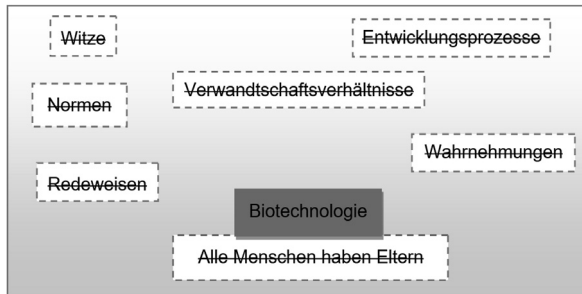 Witze
Entwicklungsprozesse
Verwandtschaftsverhältnisse
Normen
Wahrnehmungen
Redeweisen
Biotechnologie
Alle Menschen haben Eltern